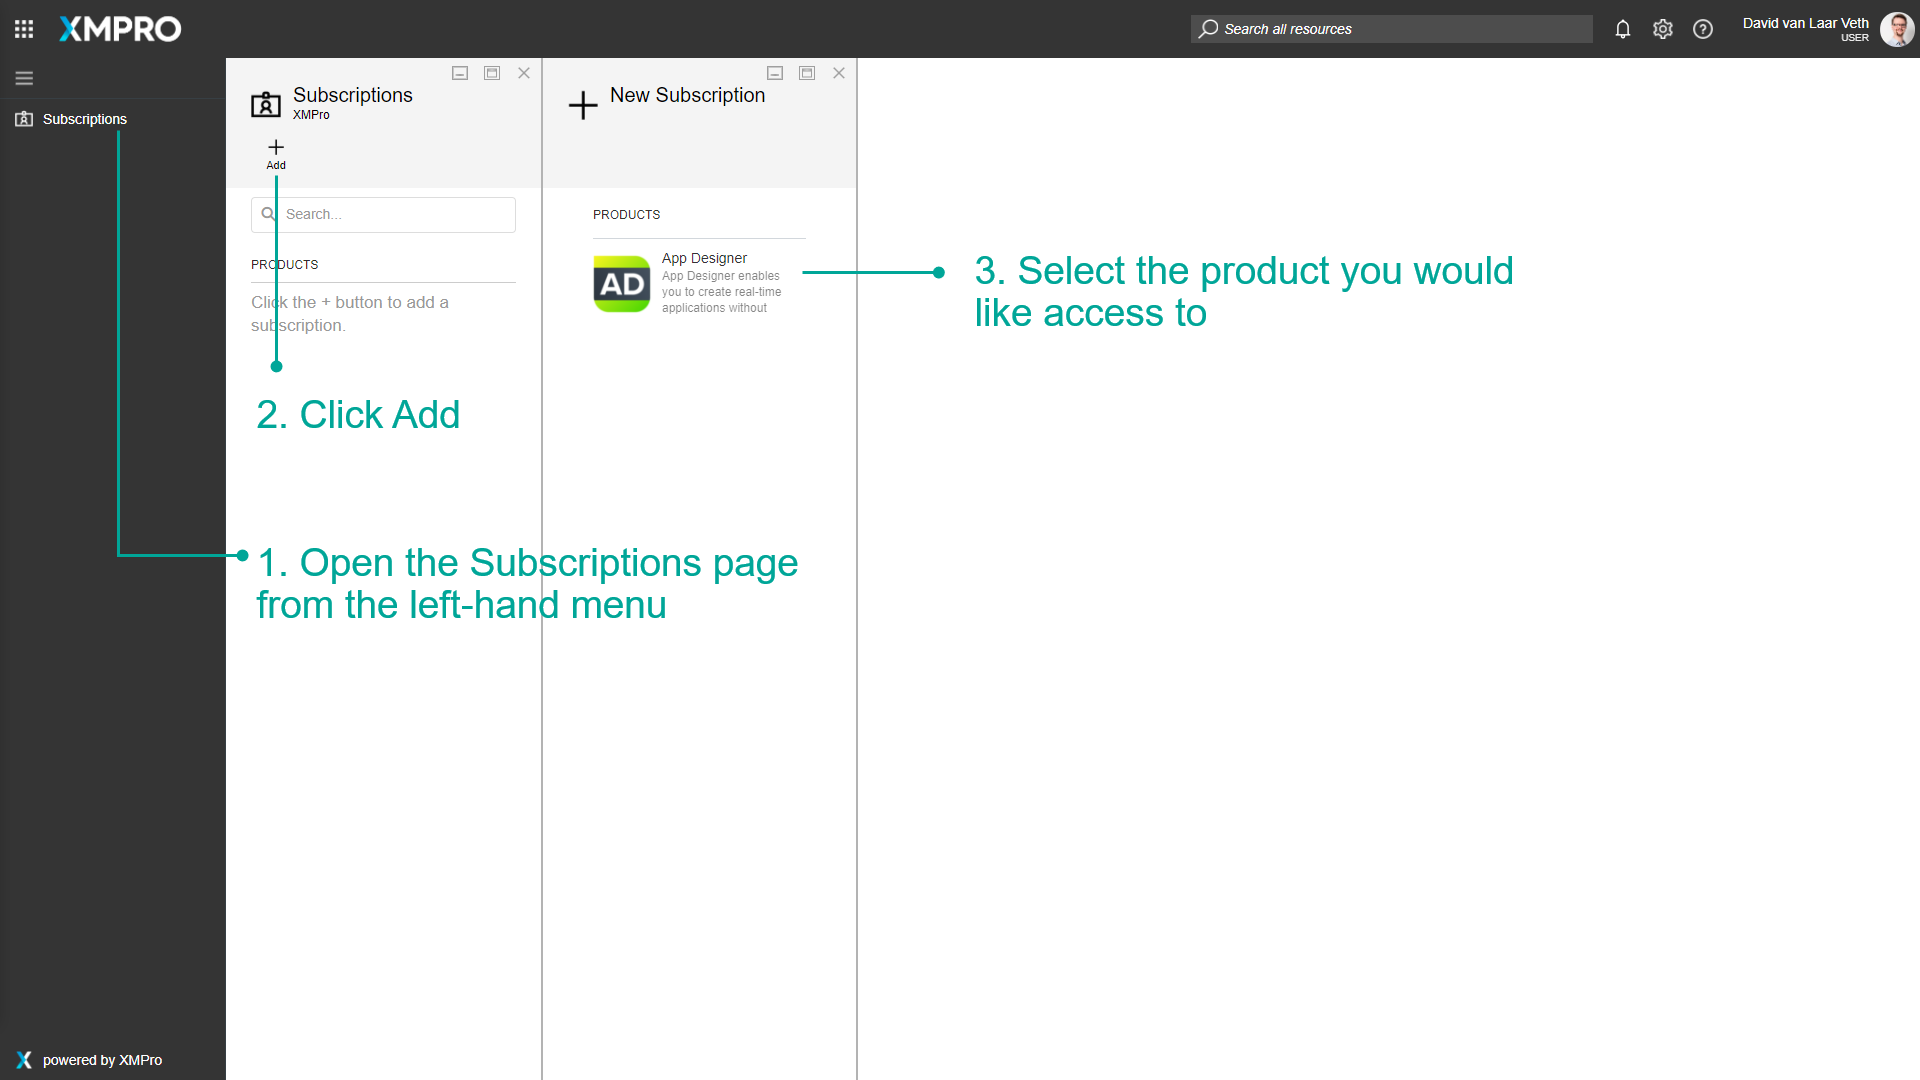 XMPRO
Search all resources
David van Laar Veth
USER
Subscriptions
Subscriptions
XMPro
Add
Search...
PRODUCTS
Click the + button to add a
subscription.
New Subscription
PRODUCTS
AD
App Designer
App Designer enables
you to create real-time
applications without
3. Select the product you would
like access to
2. Click Add
1. Open the Subscriptions page
from the left-hand menu
X powered by XMPro